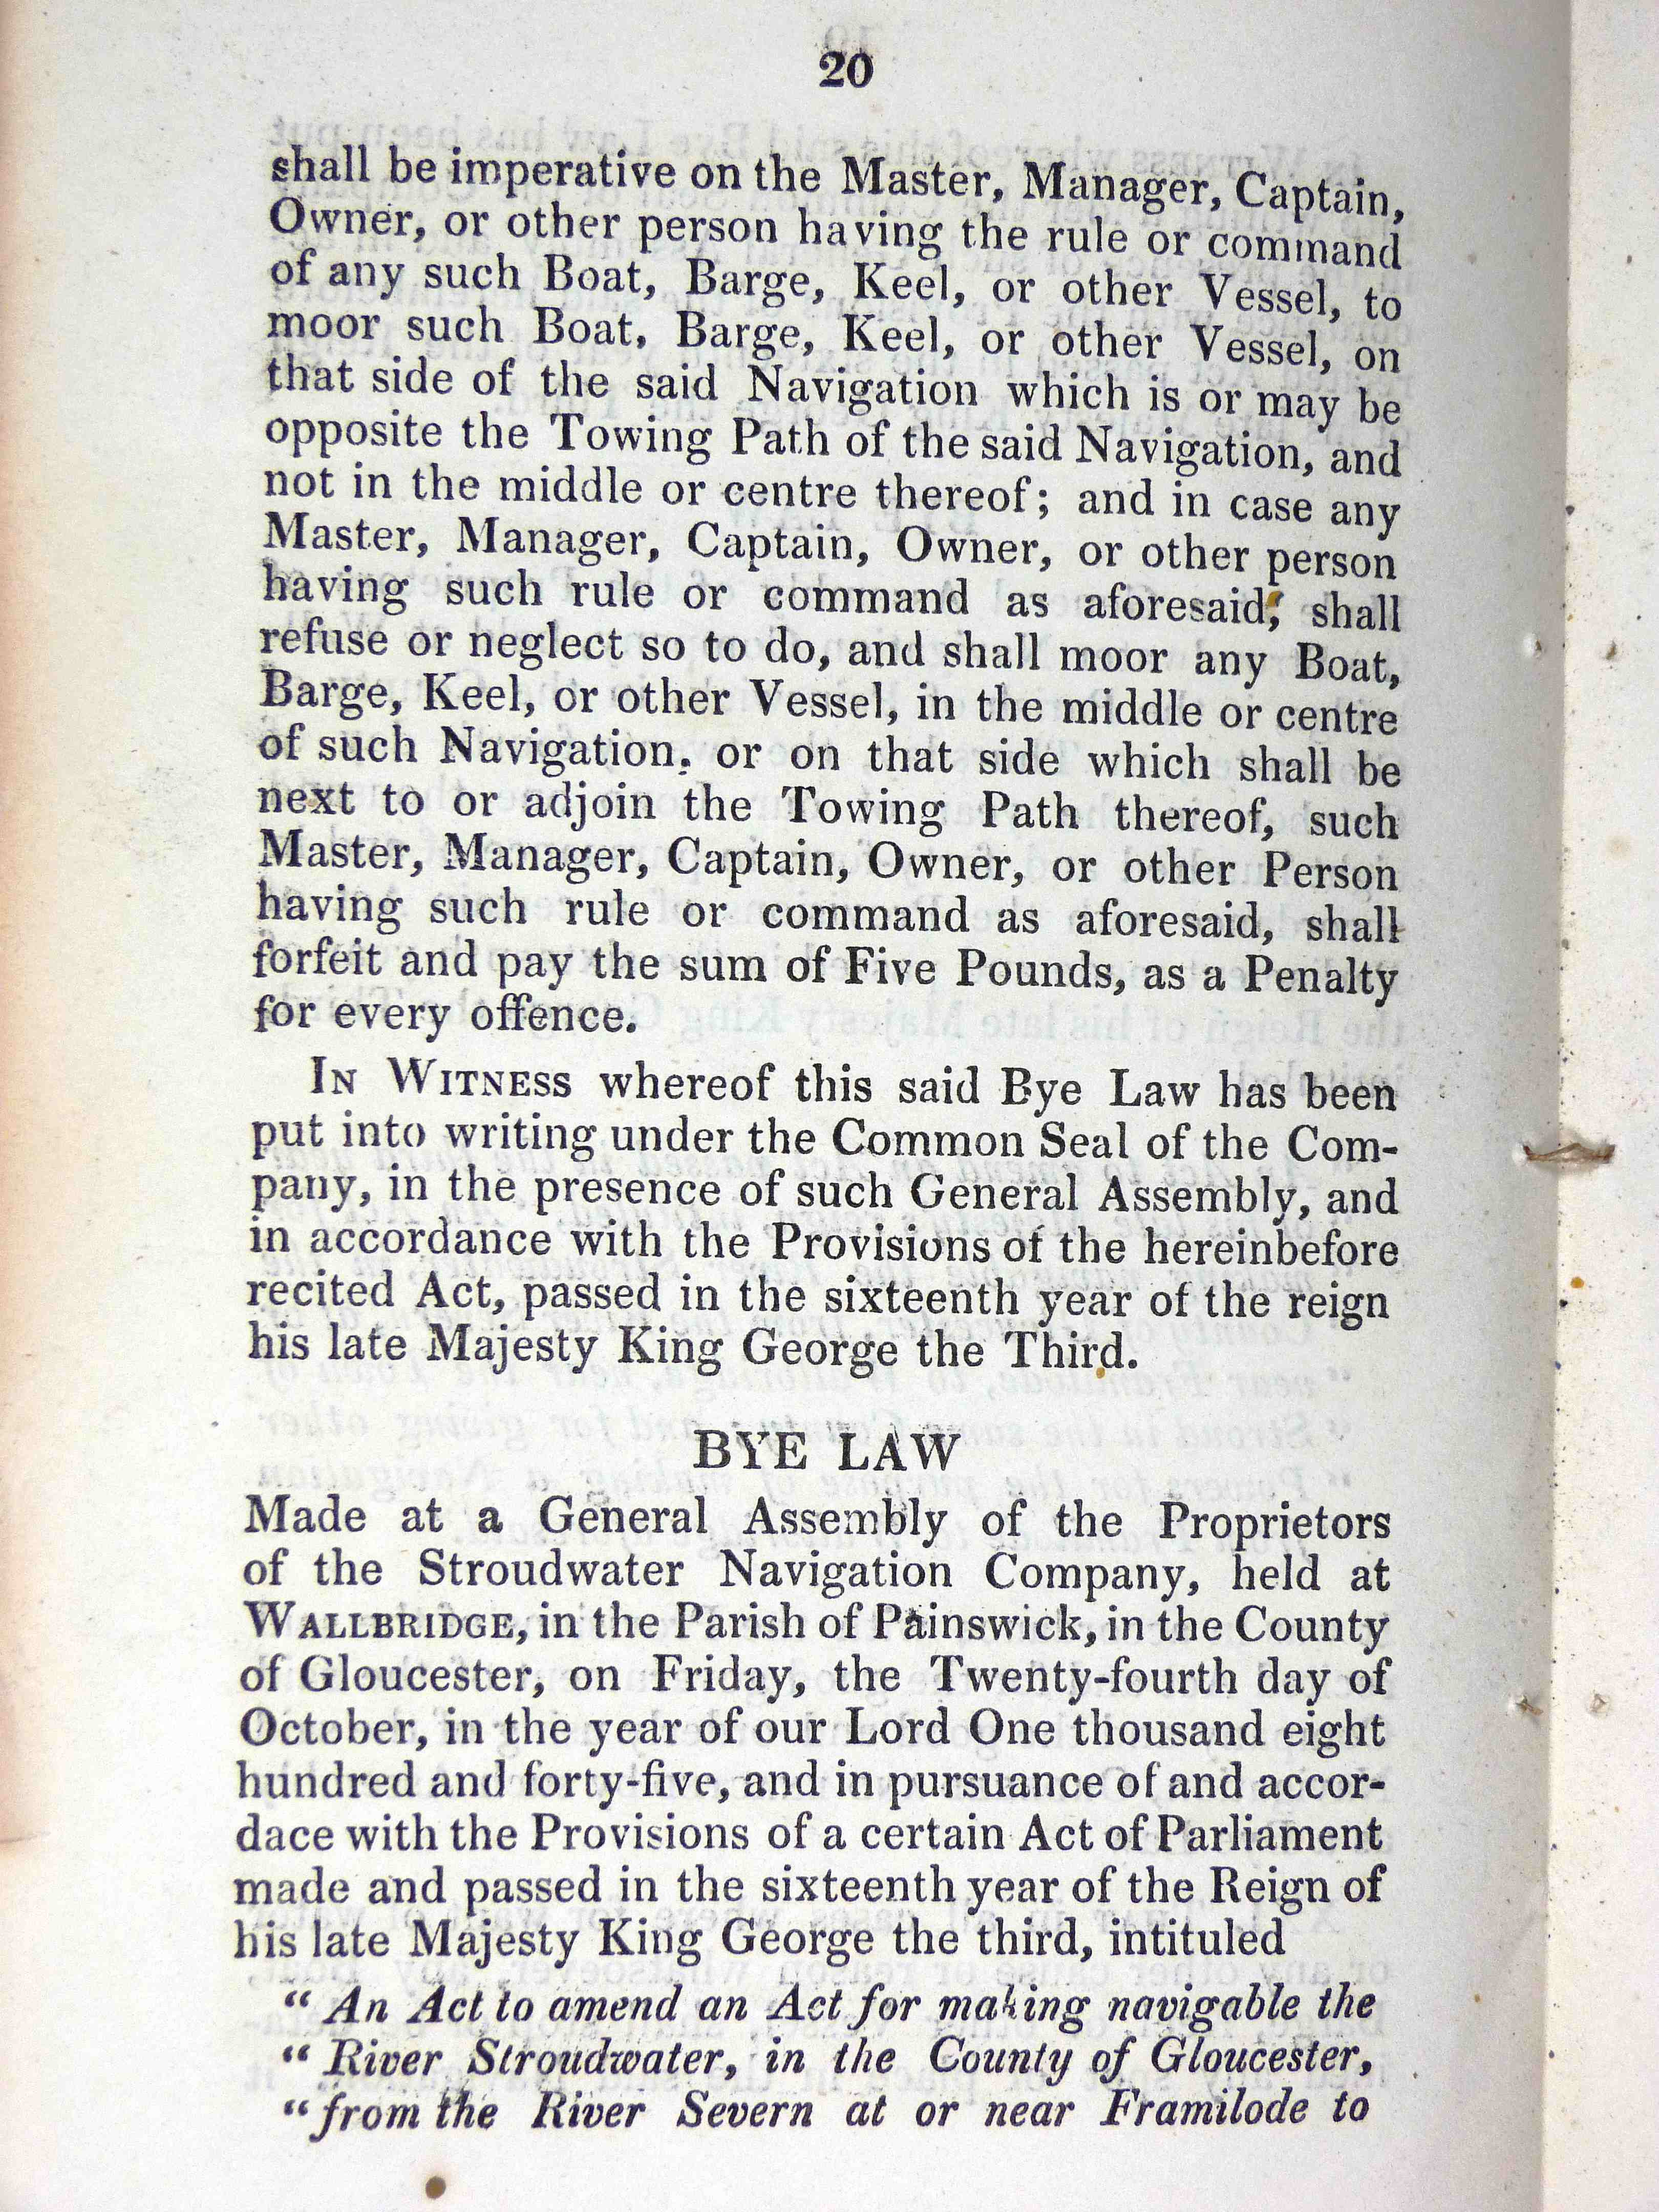 20
shall be imperative on the Master, Manager, Captain,
Owner, or other person having the rule or command
of any such Boat, Barge, Keel, or other Vessel, to
moor such Boat, Barge, Keel, or other Vessel, on
that side of the said Navigation which is or may be
opposite the Towing Path of the said Navigation, and
not in the middle or centre thereof; and in case any
Master, Manager, Captain, Owner, or other person
having such rule or command as aforesaid, shall
refuse or neglect so to do, and shall moor any Boat,
Barge, Keel, or other Vessel, in the middle or centre
of such Navigation, or on that side which shall be
next to or adjoin the Towing Path thereof, such
Master, Manager, Captain, Owner, or other Person
having such rule or command as aforesaid, shall
forfeit and pay the sum of Five Pounds, as a Penalty
for every offence.
IN WITNESS whereof this said Bye Law has been
put into writing under the Common Seal of the Com-
pany, in the presence of such General Assembly, and
in accordance with the Provisions of the hereinbefore
recited Act, passed in the sixteenth year of the reign
his late Majesty King George the Third.
BYE LAW
Made at a General Assembly of the Proprietors
of the Stroudwater Navigation Company, held at
WALLBRIDGE, in the Parish of Painswick, in the County
of Gloucester, on Friday, the Twenty-fourth day of
October, in the year of our Lord One thousand eight
hundred and forty-five, and in pursuance of and accor-
dace with the Provisions of a certain Act of Parliament
made and passed in the sixteenth year of the Reign of
his late Majesty King George the third, intituled
“ An Act to amend an Act for making navigable the
“ River Stroudwater, in the County of Gloucester,
“ from the River Severn at or near Framilode to